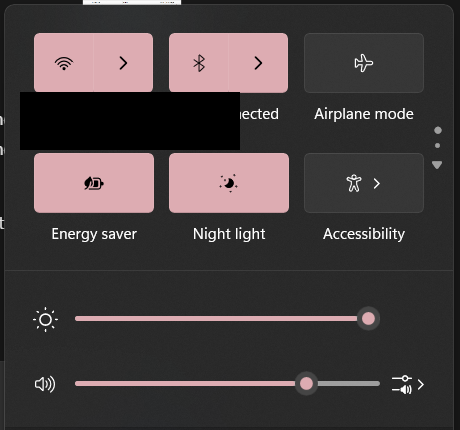 nected
Airplane mode
Energy saver
Night light
Accessibility